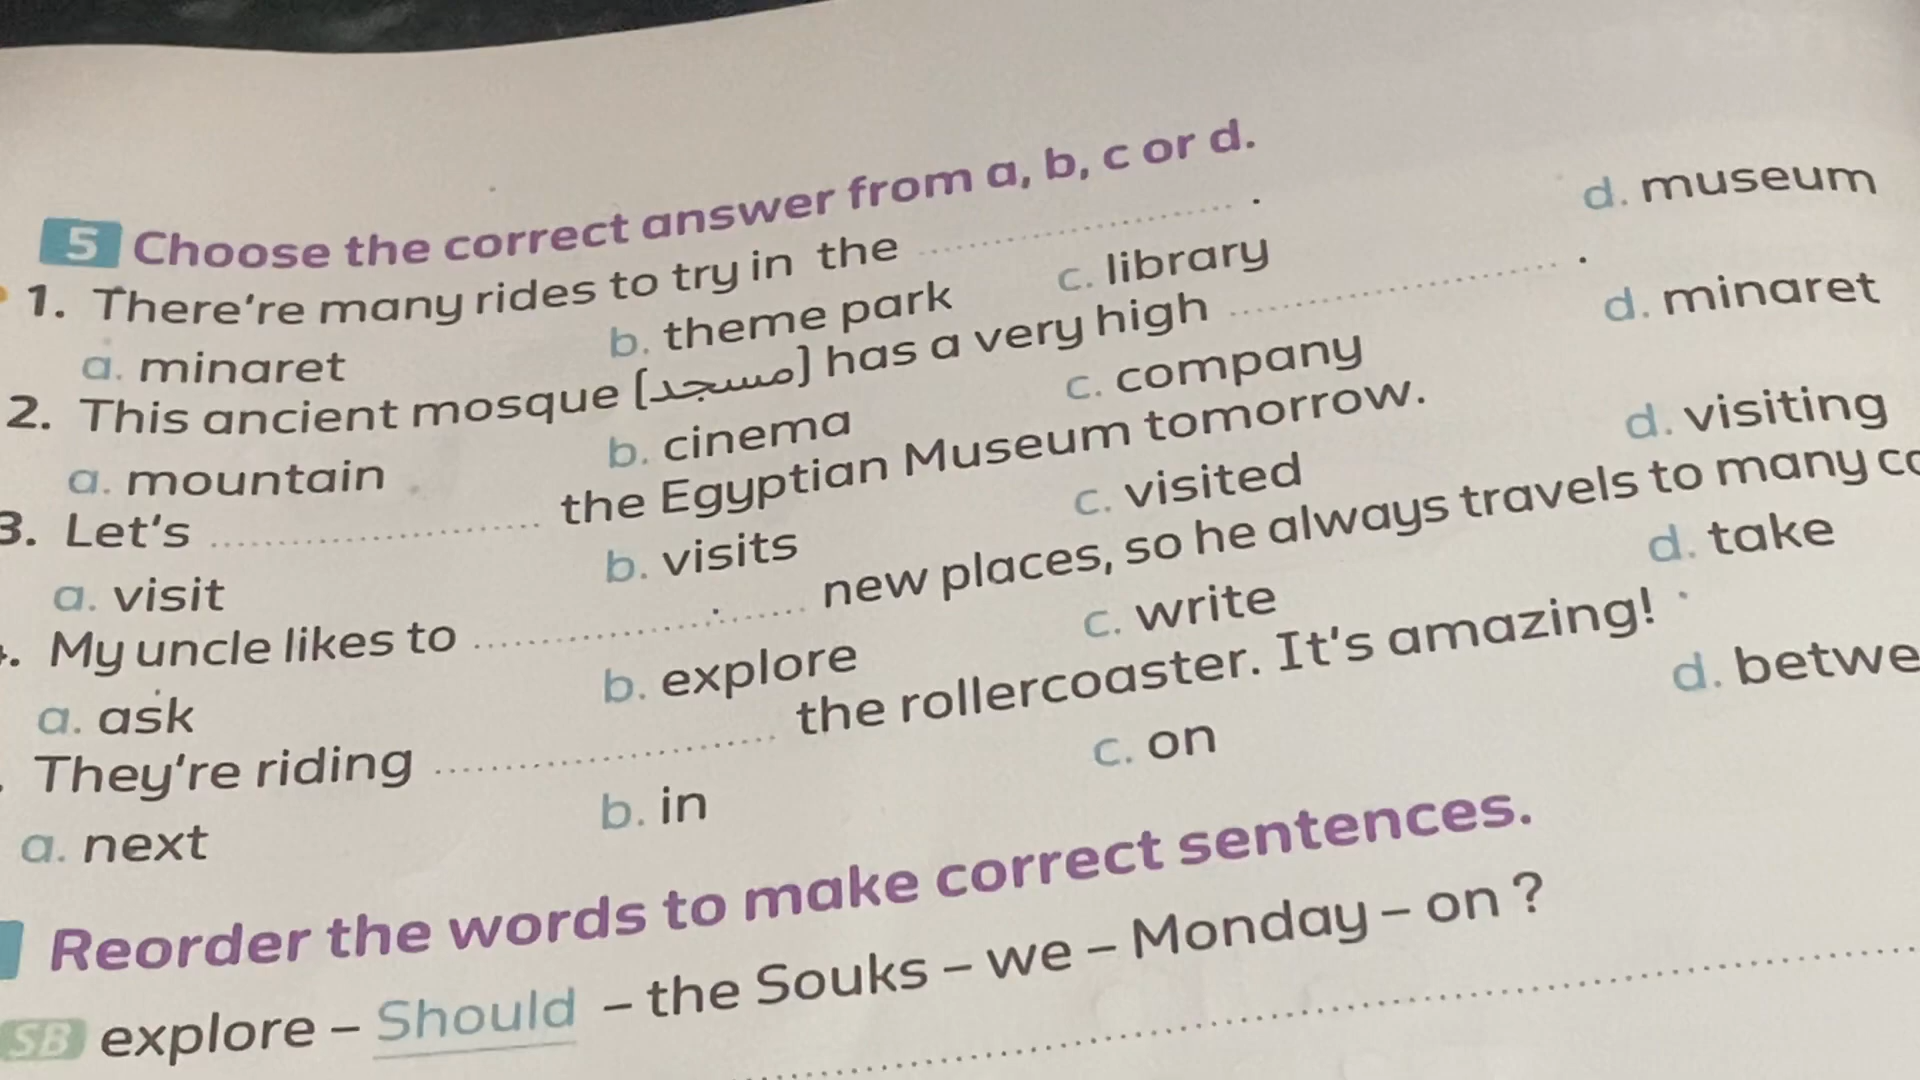 5 Choose the correct answer from a, b, c or d.
1. There're many rides to try in the ........................ .
a. minaret b. theme park c. library d. museum
2. This ancient mosque (مسجد) has a very high ........................ .
a. mountain b. cinema c. company d. minaret
3. Let's ........................ the Egyptian Museum tomorrow.
a. visit b. visits c. visited d. visiting
. My uncle likes to ........................ new places, so he always travels to many
a. ask b. explore c. write d. take
They're riding ........................ the rollercoaster. It's amazing!
a. next b. in c. on d. betwe
Reorder the words to make correct sentences.
SB explore – Should – the Souks – we – Monday – on ?